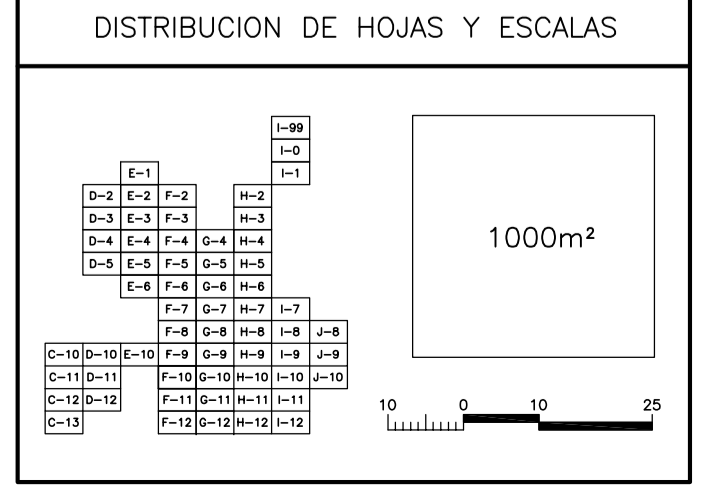 DISTRIBUCION DE HOJAS Y ESCALAS
I-99
I-0
E-1 I-1
D-2 E-2 F-2 H-2
D-3 E-3 F-3 H-3
D-4 E-4 F-4 G-4 H-4
D-5 E-5 F-5 G-5 H-5
E-6 F-6 G-6 H-6
F-7 G-7 H-7 I-7
F-8 G-8 H-8 I-8 J-8
C-10 D-10 E-10 F-9 G-9 H-9 I-9 J-9
C-11 D-11 F-10 G-10 H-10 I-10 J-10
C-12 D-12 F-11 G-11 H-11 I-11
C-13 F-12 G-12 H-12 I-12
1000m²
10 0 10 25